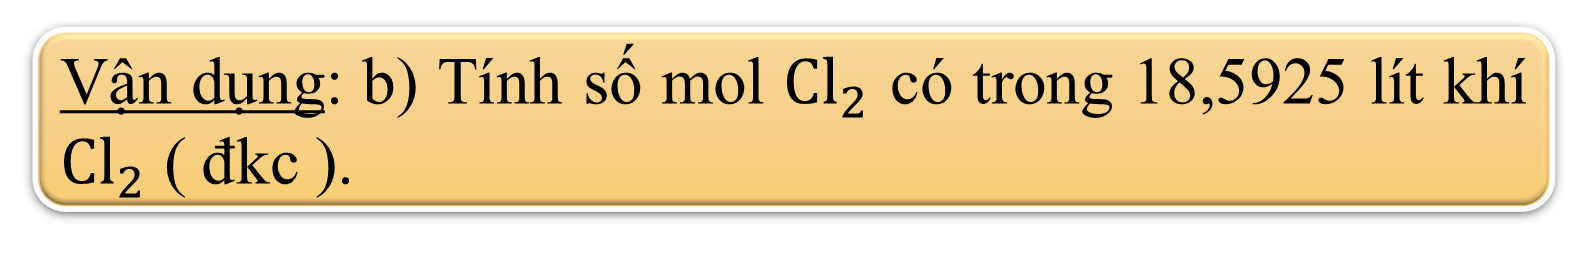 Vận dụng: b) Tính số mol Cl₂ có trong 18,5925 lít khí
Cl₂ ( đkc ).